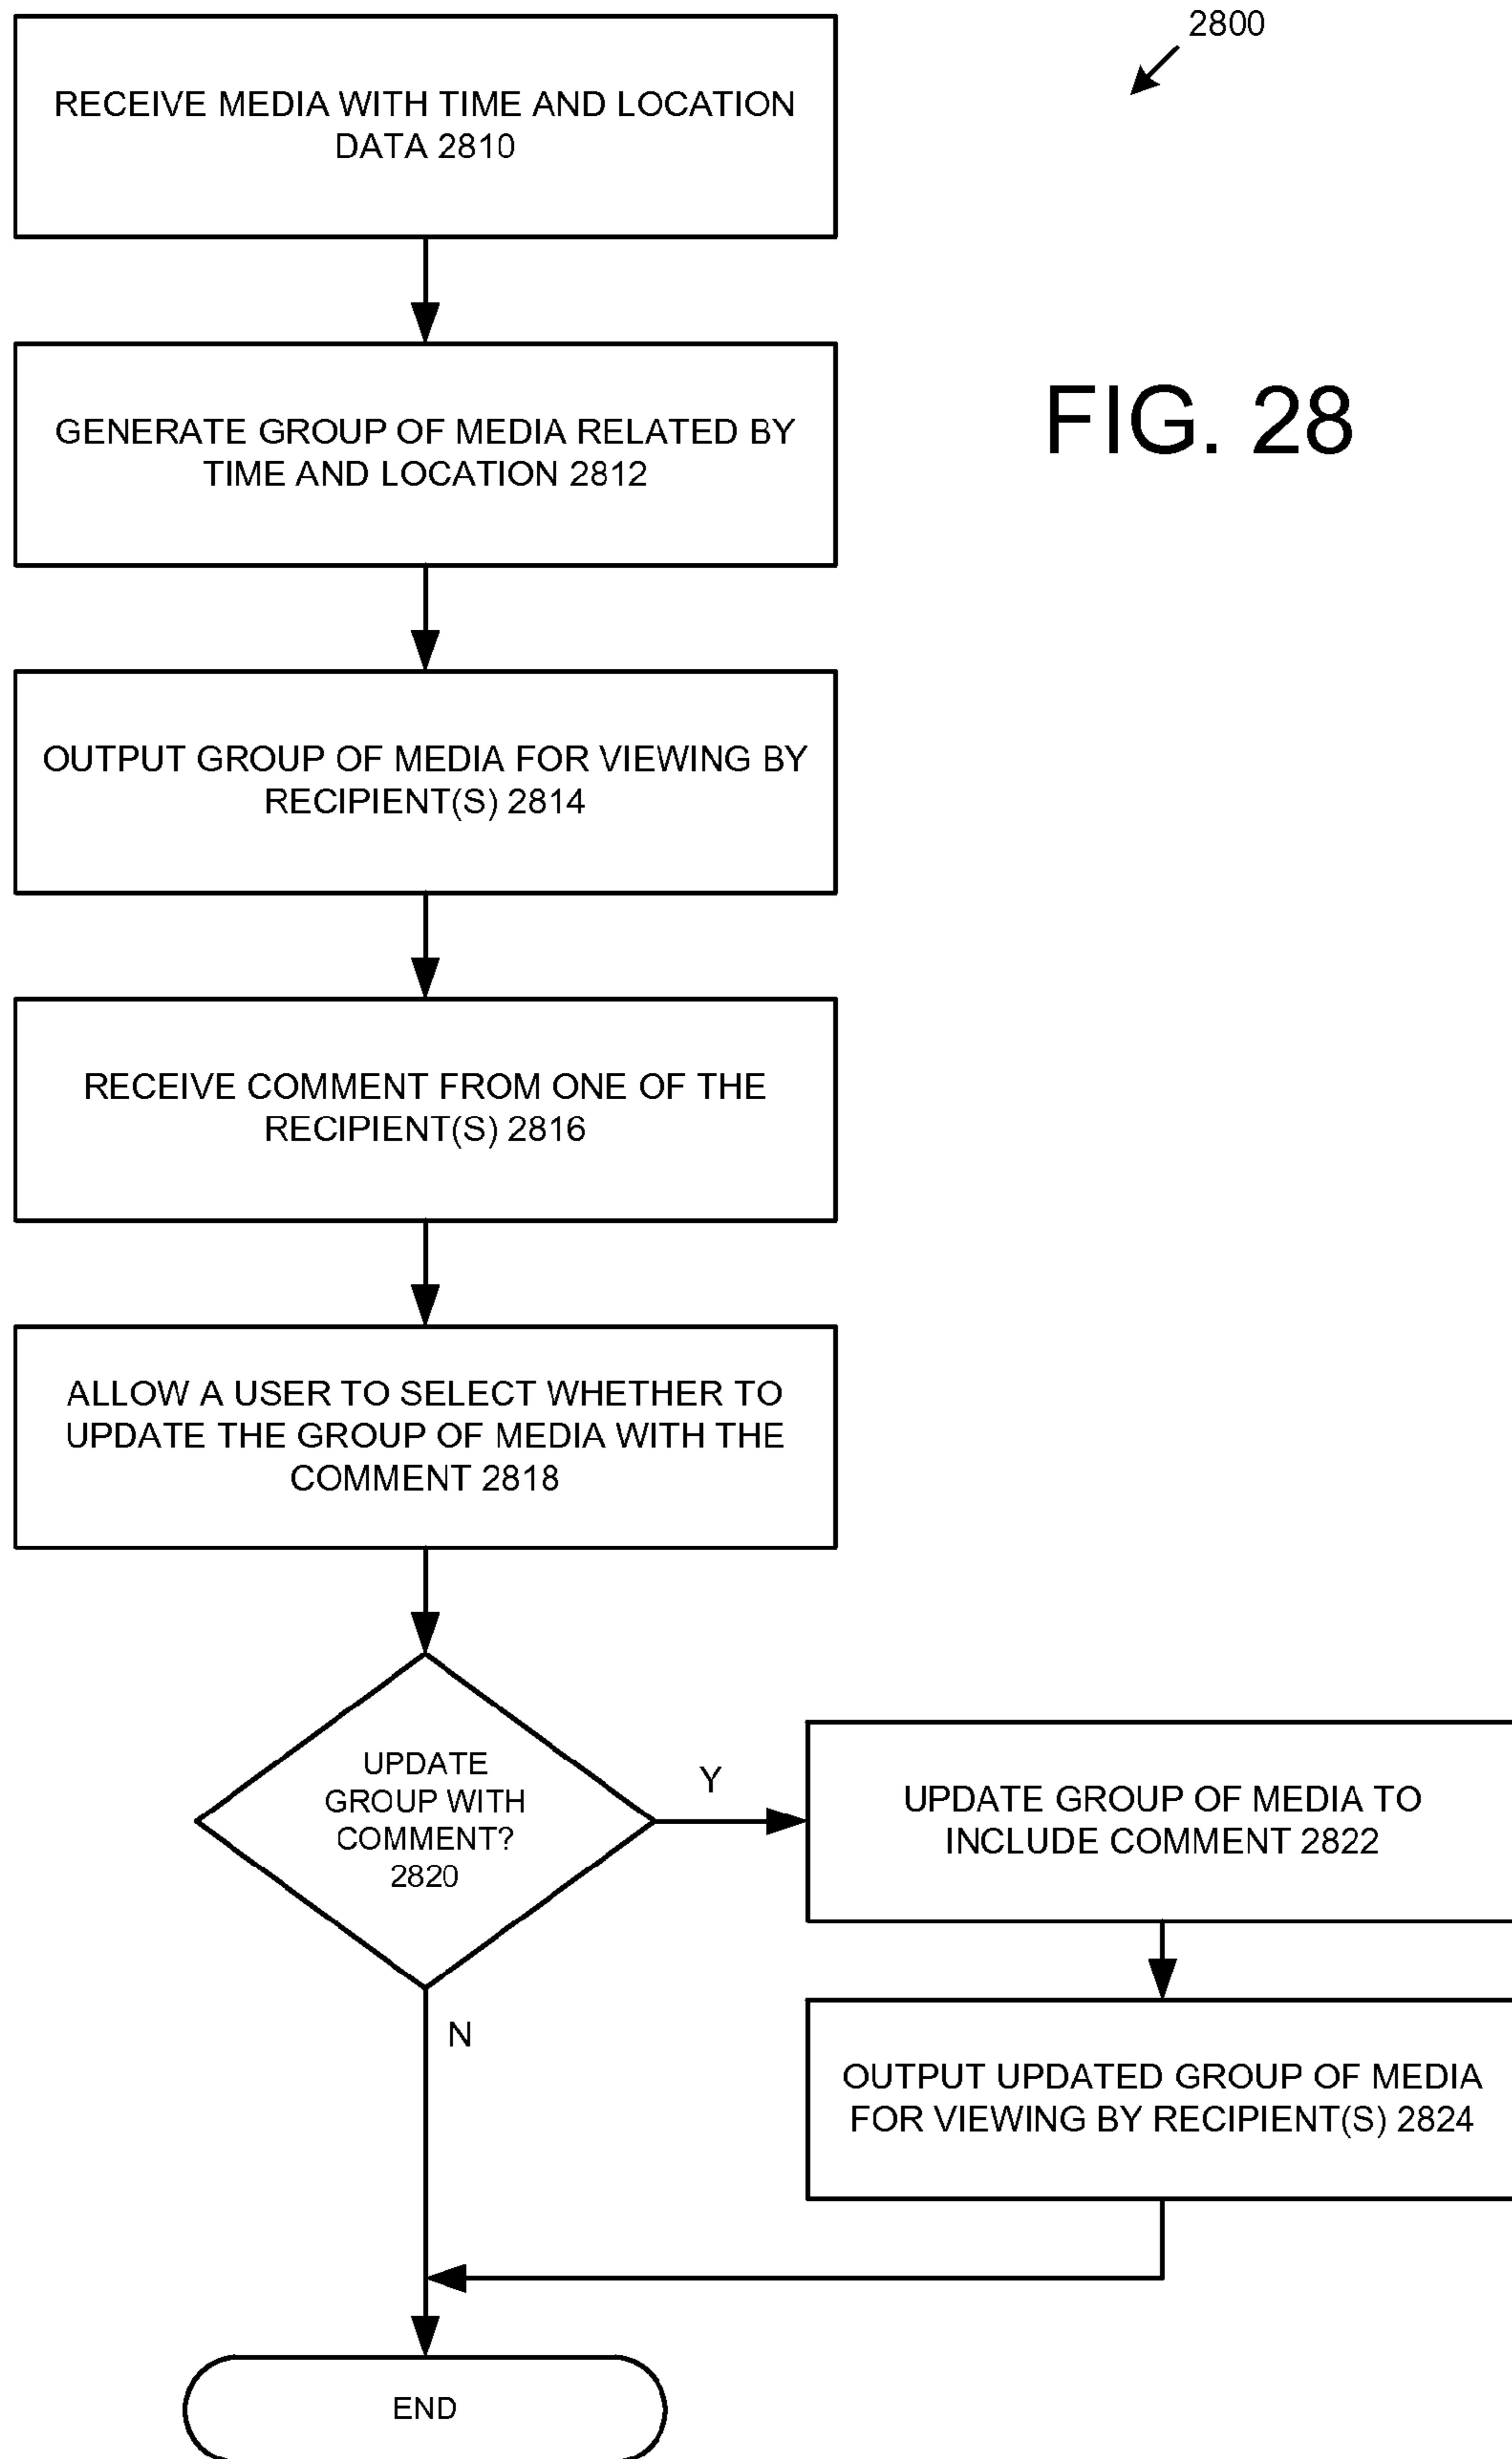 2800
RECEIVE MEDIA WITH TIME AND LOCATION
DATA 2810
FIG. 28
GENERATE GROUP OF MEDIA RELATED BY
TIME AND LOCATION 2812
OUTPUT GROUP OF MEDIA FOR VIEWING BY
RECIPIENT(S) 2814
RECEIVE COMMENT FROM ONE OF THE
RECIPIENT(S) 2816
ALLOW A USER TO SELECT WHETHER TO
UPDATE THE GROUP OF MEDIA WITH THE
COMMENT 2818
UPDATE
GROUP WITH
COMMENT?
2820
Y
UPDATE GROUP OF MEDIA TO
INCLUDE COMMENT 2822
N
OUTPUT UPDATED GROUP OF MEDIA
FOR VIEWING BY RECIPIENT(S) 2824
END